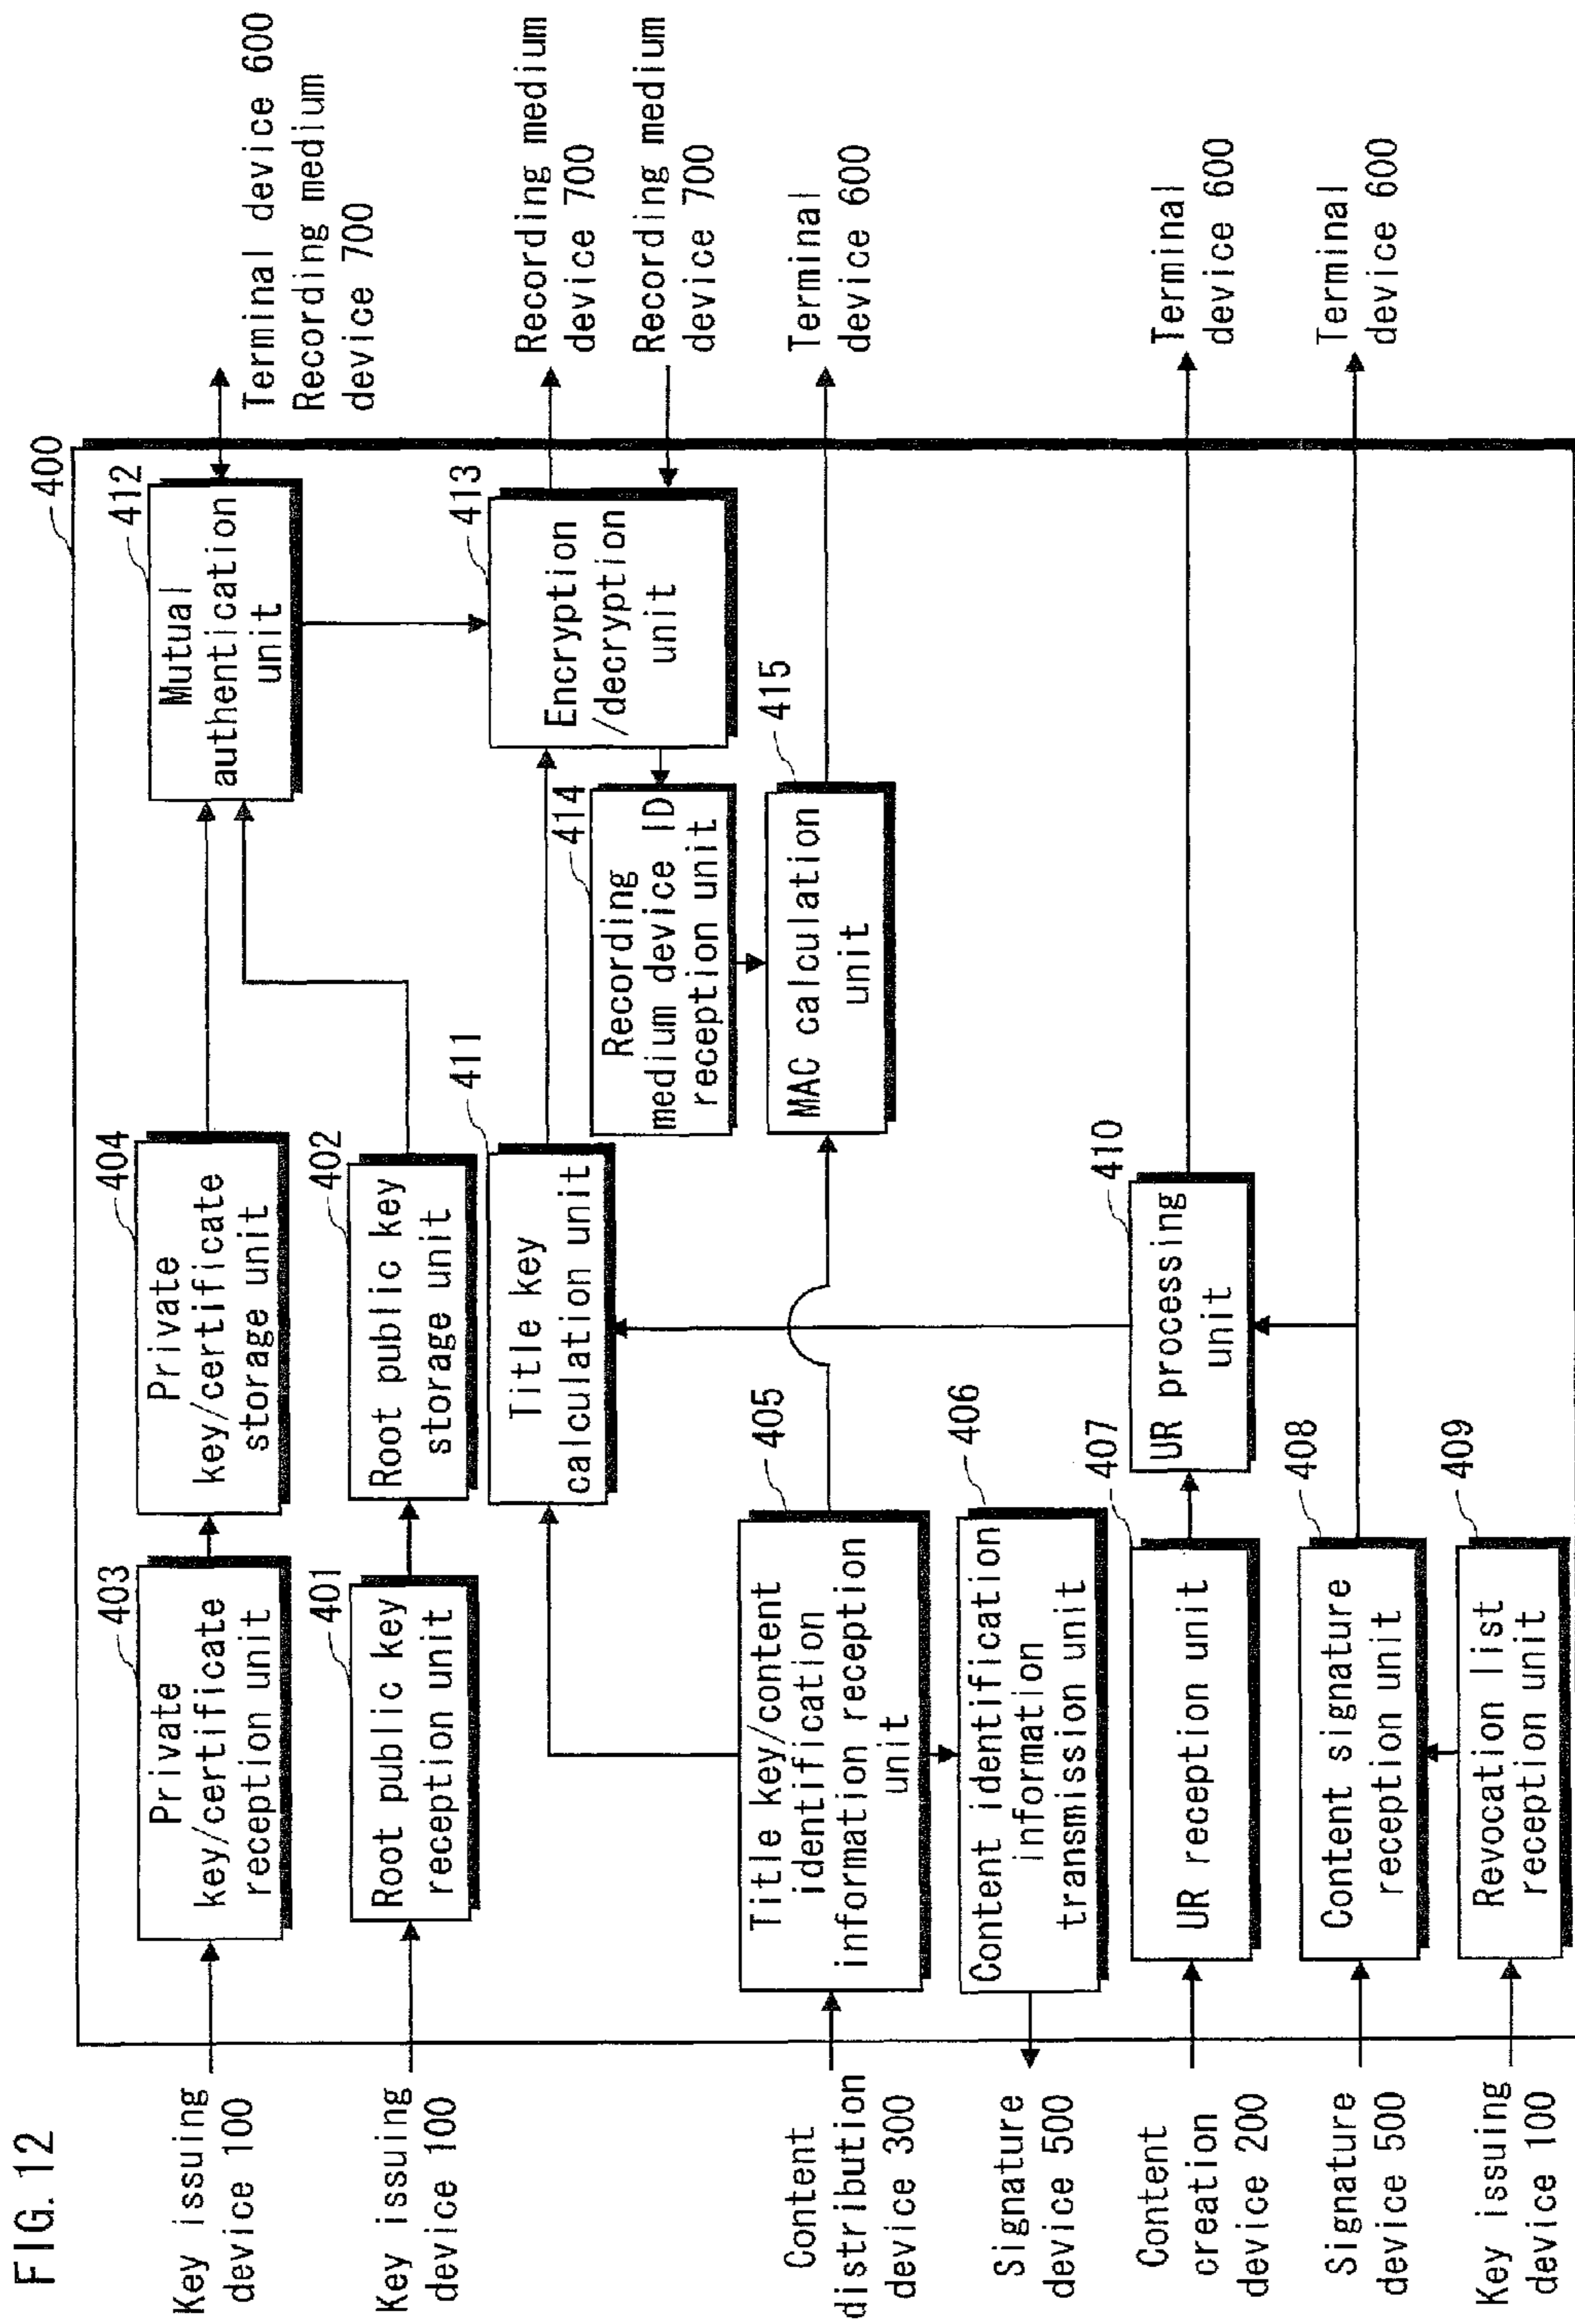 FIG. 12
400
Key issuing
device 100
403
Private
key/certificate
reception unit
404
Private
key/certificate
storage unit
412
Mutual
authentication
unit
Terminal device 600
Recording medium
device 700
Key issuing
device 100
401
Root public key
reception unit
402
Root public key
storage unit
411
Title key
calculation unit
413
Encryption
/decryption
unit
Recording medium
device 700
Recording medium
device 700
414
Recording
medium device ID
reception unit
Content
distribution
device 300
405
Title key/content
identification
information reception
unit
415
MAC calculation
unit
Terminal
device 600
Signature
device 500
406
Content identification
information
transmission unit
Content
creation
device 200
407
UR reception unit
410
UR processing
unit
Terminal
device 600
Signature
device 500
408
Content signature
reception unit
Terminal
device 600
Key issuing
device 100
409
Revocation list
reception unit